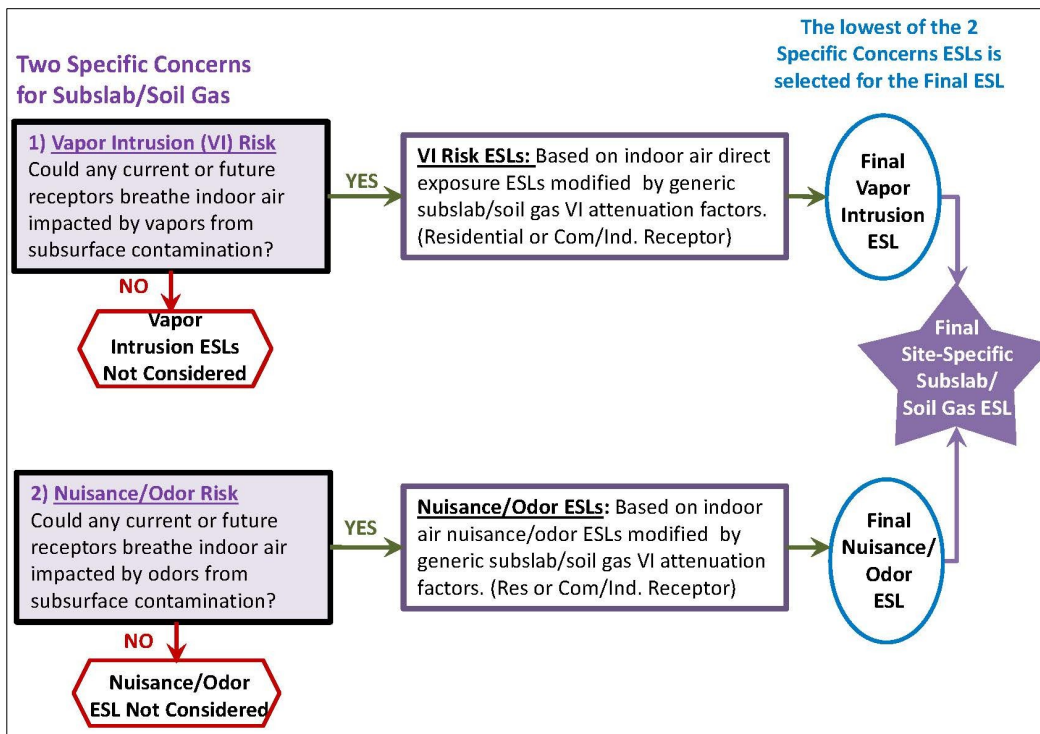 Two Specific Concerns
for Subslab/Soil Gas
The lowest of the 2
Specific Concerns ESLs is
selected for the Final ESL
1) Vapor Intrusion (VI) Risk
Could any current or future
receptors breathe indoor air
impacted by vapors from
subsurface contamination?
YES
VI Risk ESLs: Based on indoor air direct
exposure ESLs modified by generic
subslab/soil gas VI attenuation factors.
(Residential or Com/Ind. Receptor)
Final
Vapor
Intrusion
ESL
NO
Vapor
Intrusion ESLs
Not Considered
Final
Site-Specific
Subslab/
Soil Gas ESL
2) Nuisance/Odor Risk
Could any current or future
receptors breathe indoor air
impacted by odors from
subsurface contamination?
YES
Nuisance/Odor ESLs: Based on indoor
air nuisance/odor ESLs modified by
generic subslab/soil gas VI attenuation
factors. (Res or Com/Ind. Receptor)
Final
Nuisance/
Odor
ESL
NO
Nuisance/Odor
ESL Not Considered